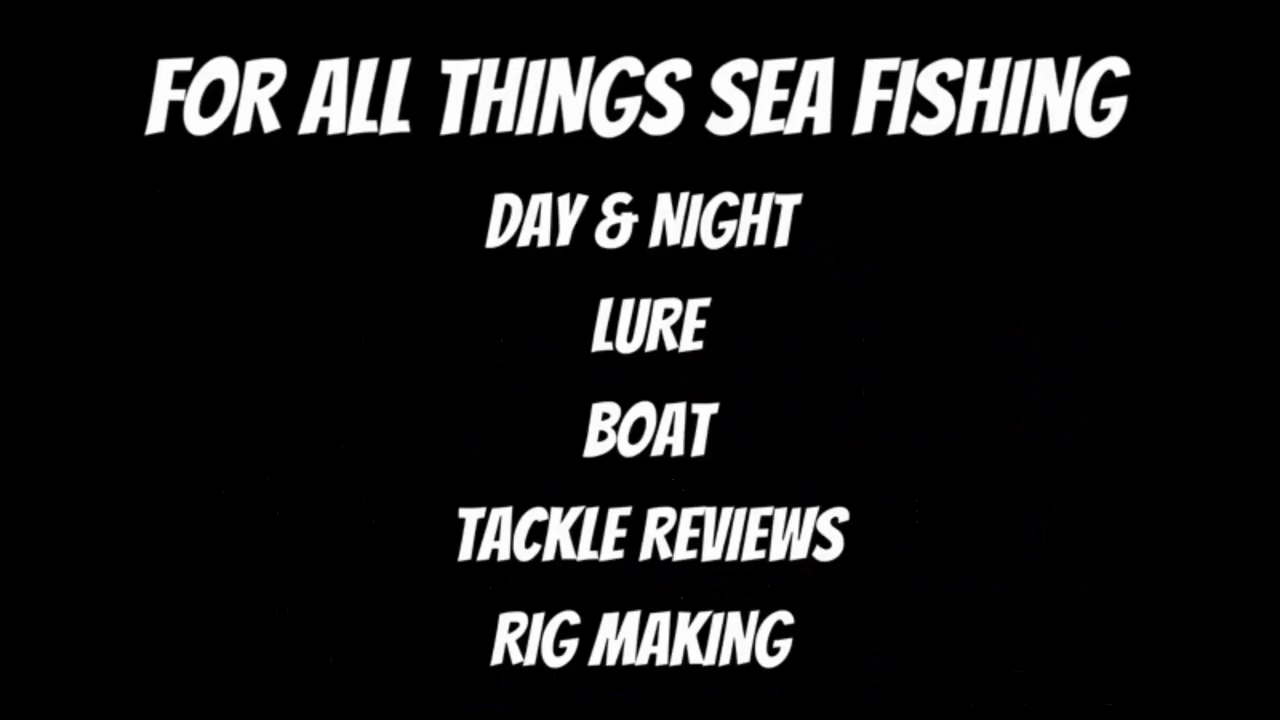 FOR ALL THINGS SEA FISHING
DAY & NIGHT
LURE
BOAT
TACKLE REVIEWS
RIG MAKING